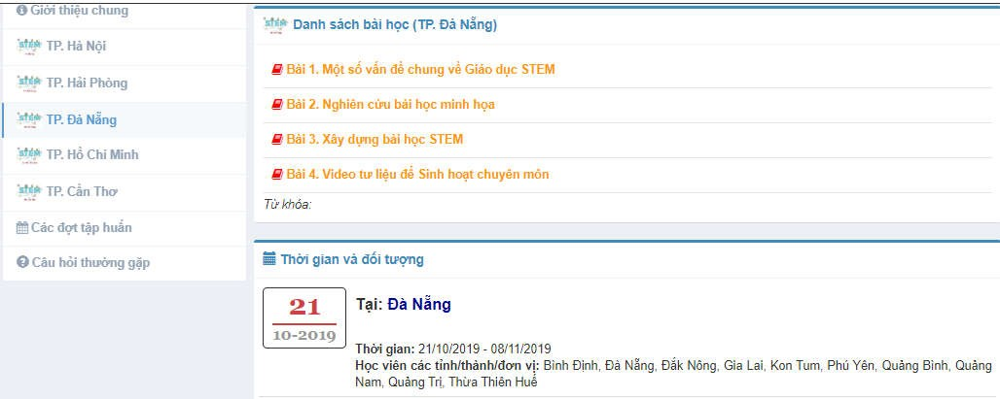 Giới thiệu chung
TP. Hà Nội
TP. Hải Phòng
TP. Đà Nẵng
TP. Hồ Chí Minh
TP. Cần Thơ
Các đợt tập huấn
Câu hỏi thường gặp
Danh sách bài học (TP. Đà Nẵng)
Bài 1. Một số vấn đề chung về Giáo dục STEM
Bài 2. Nghiên cứu bài học minh họa
Bài 3. Xây dựng bài học STEM
Bài 4. Video tư liệu để Sinh hoạt chuyên môn
Từ khóa:
Thời gian và đối tượng
21
10-2019
Tại: Đà Nẵng
Thời gian: 21/10/2019 - 08/11/2019
Học viên các tỉnh/thành/đơn vị: Bình Định, Đà Nẵng, Đắk Nông, Gia Lai, Kon Tum, Phú Yên, Quảng Bình, Quảng
Nam, Quảng Trị, Thừa Thiên Huế